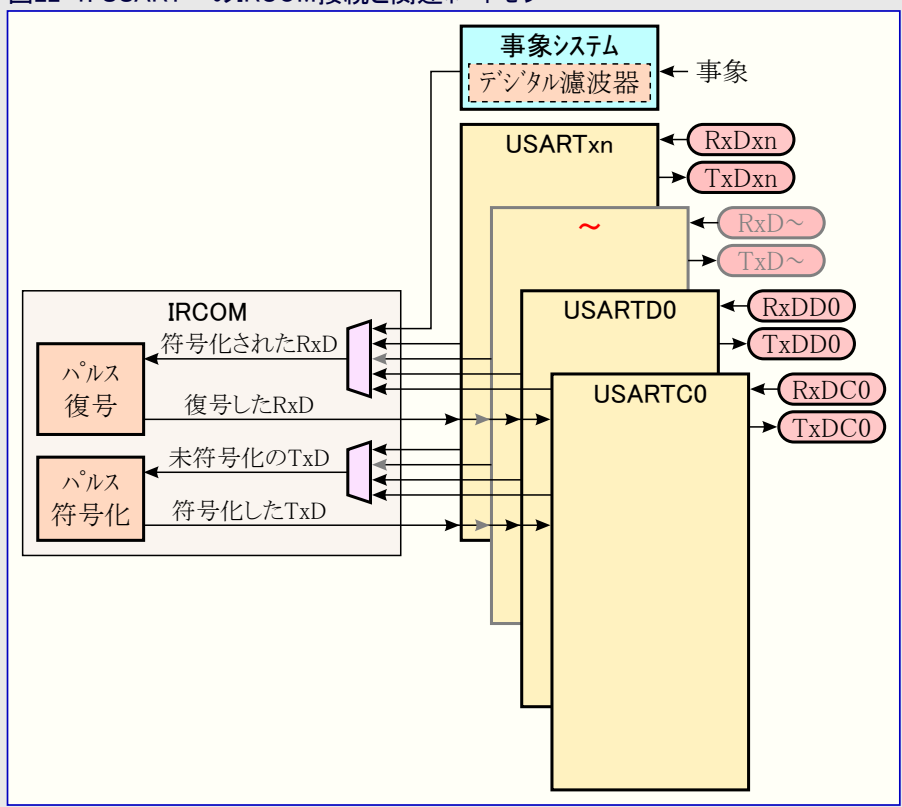 事象システム
デジタル濾波器
事象
USARTxn
RxDxn
TxDxn
~
RxD~
TxD~
USARTD0
RxDD0
TxDD0
USARTC0
RxDC0
TxDC0
IRCOM
符号化されたRxD
パルス
復号
復号したRxD
未符号化のTxD
パルス
符号化
符号化したTxD